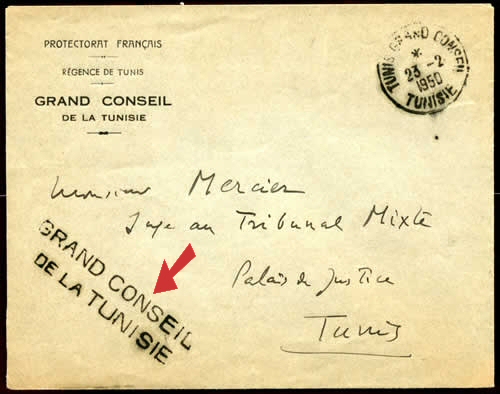 PROTECTORAT FRANÇAIS
RÉGENCE DE TUNIS
GRAND CONSEIL
DE LA TUNISIE
TUNIS GRAND CONSEIL
*
23-2
1950
TUNISIE
Monsieur Mercier
Juge au Tribunal Mixte
Palais de Justice
Tunis
GRAND CONSEIL
DE LA TUNISIE